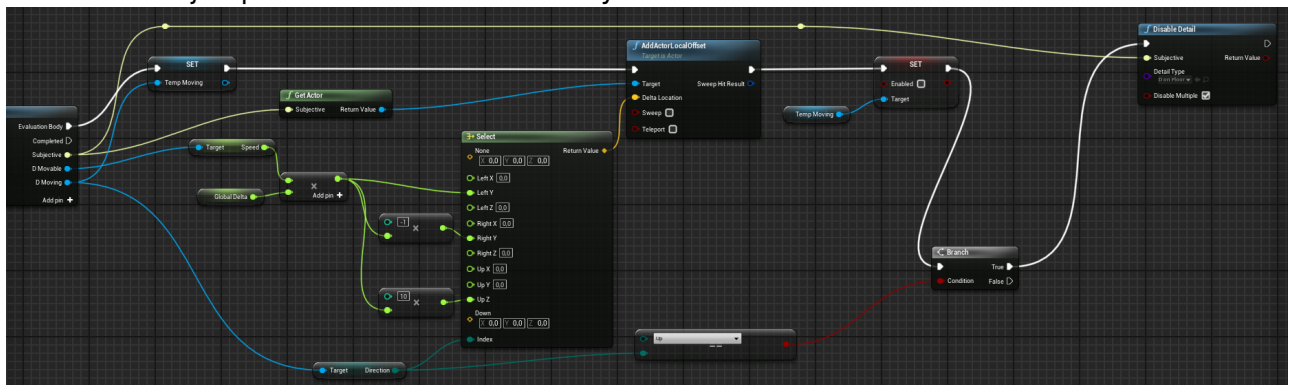 Evaluation Body
Completed
Subjective
D Movable
D Moving
Add pin +
SET
Temp Moving
Get Actor
Subjective Return Value
Target Speed
Global Delta
×
Add pin +
-1 ×
10 ×
Target Direction
Select
None Return Value
X 0,0 Y 0,0 Z 0,0
Left X 0,0
Left Y
Left Z 0,0
Right X 0,0
Right Y
Right Z 0,0
Up X 0,0
Up Y 0,0
Up Z
Down
X 0,0 Y 0,0 Z 0,0
Index
AddActorLocalOffset
Target is Actor
Target Sweep Hit Result
Delta Location
Sweep
Teleport
Up
==
Temp Moving
SET
Enabled
Target
Branch
True
Condition False
Disable Detail
Subjective Return Value
Detail Type
D on Floor
Disable Multiple